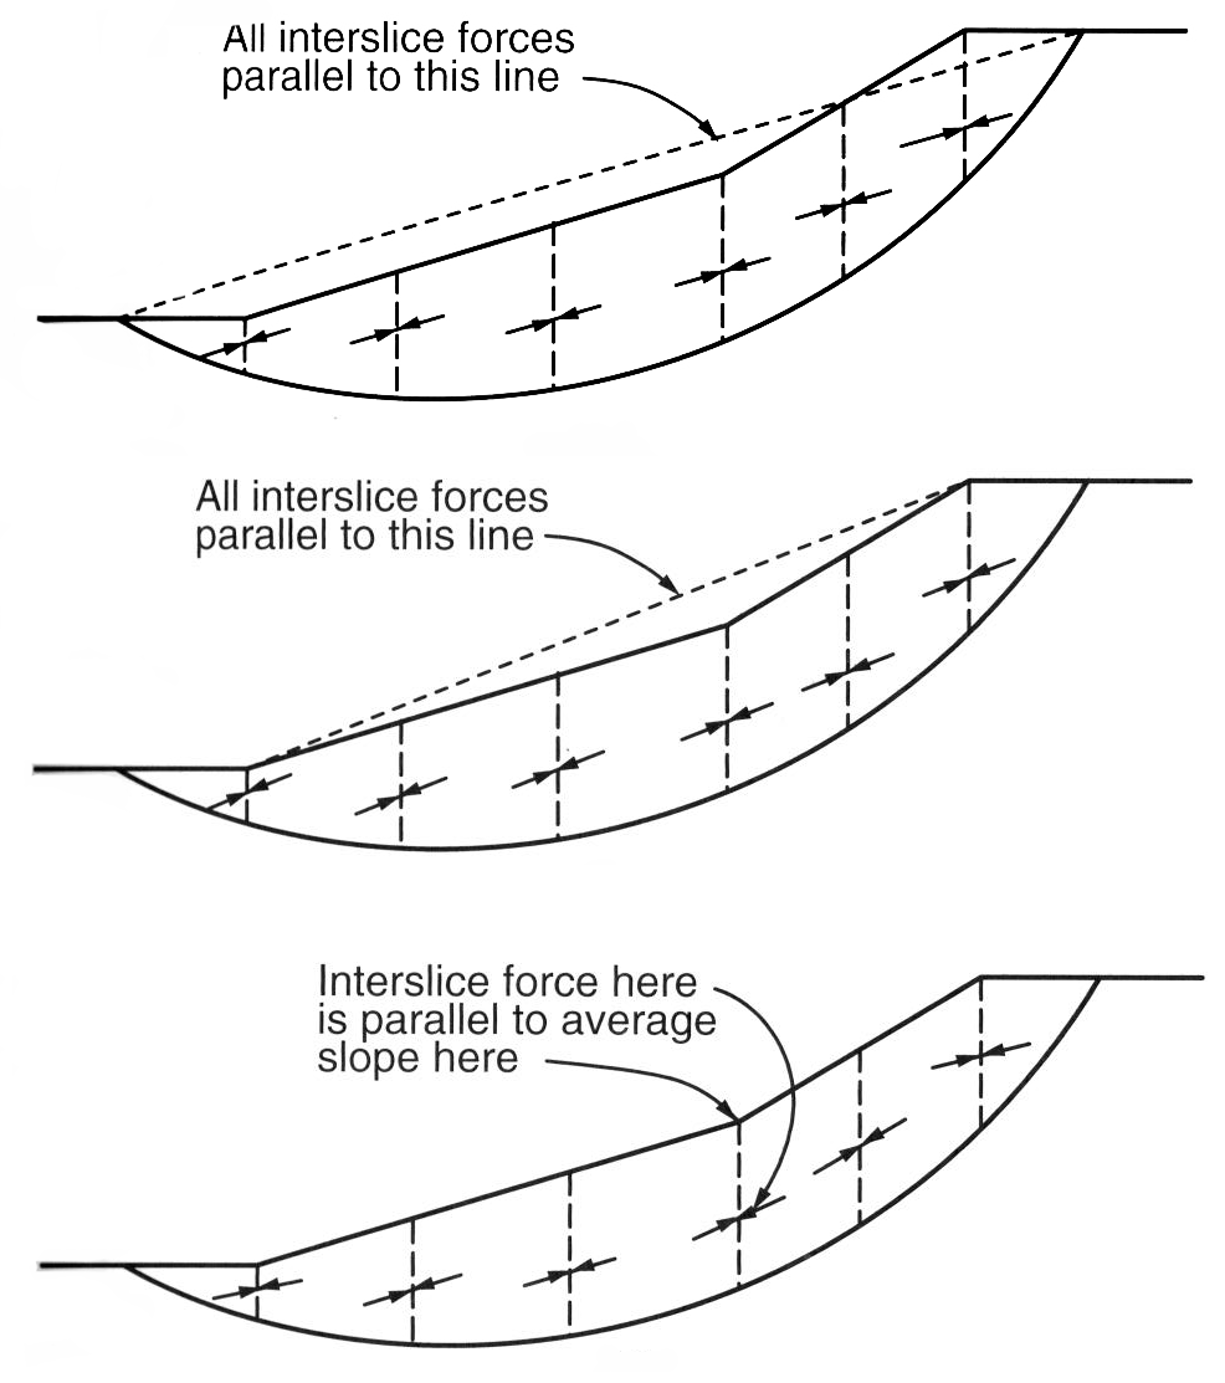 All interslice forces
parallel to this line
All interslice forces
parallel to this line
Interslice force here
is parallel to average
slope here